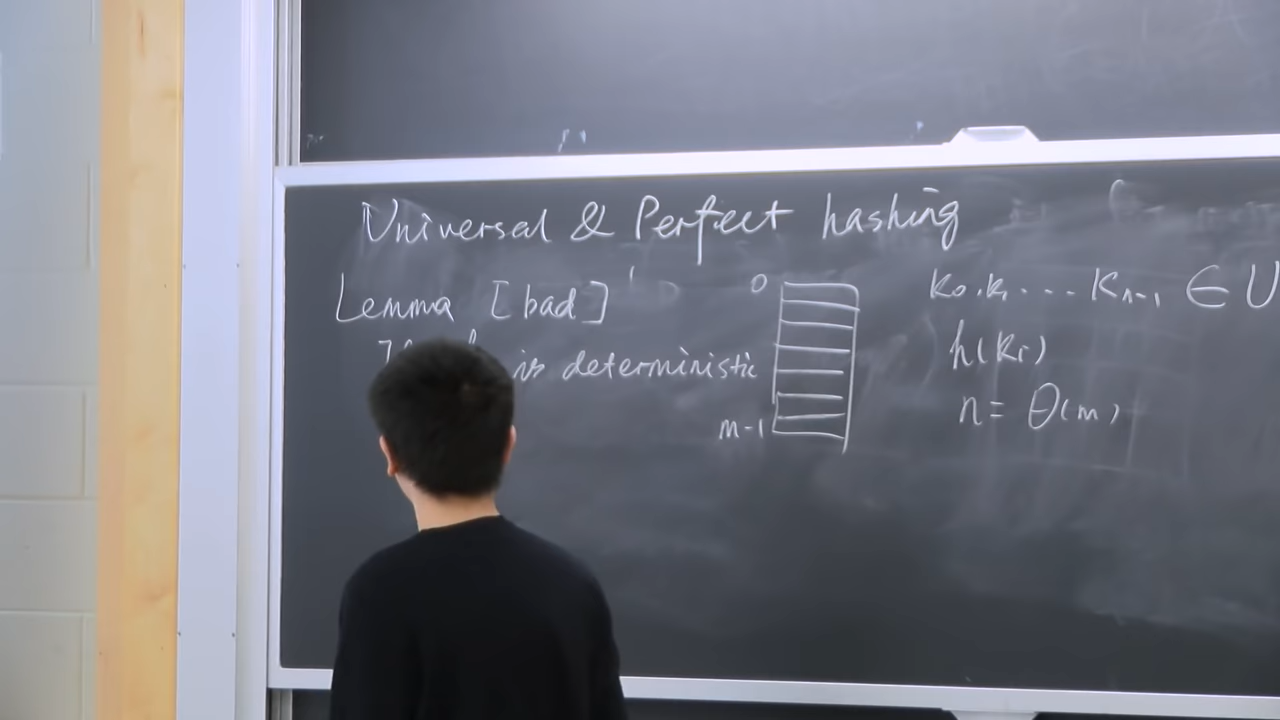 Universal & Perfect hashing
Lemma [bad]
is deterministic
0
m-1
k₀, k₁ ... kₙ₋₁ ∈ U
h(kᵢ)
n = Θ(m)